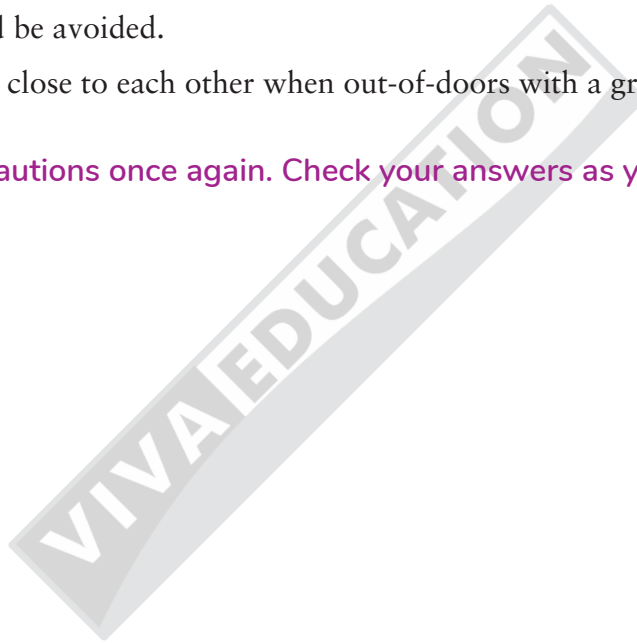 d be avoided.
close to each other when out-of-doors with a gr
autions once again. Check your answers as y
VIVA EDUCATION